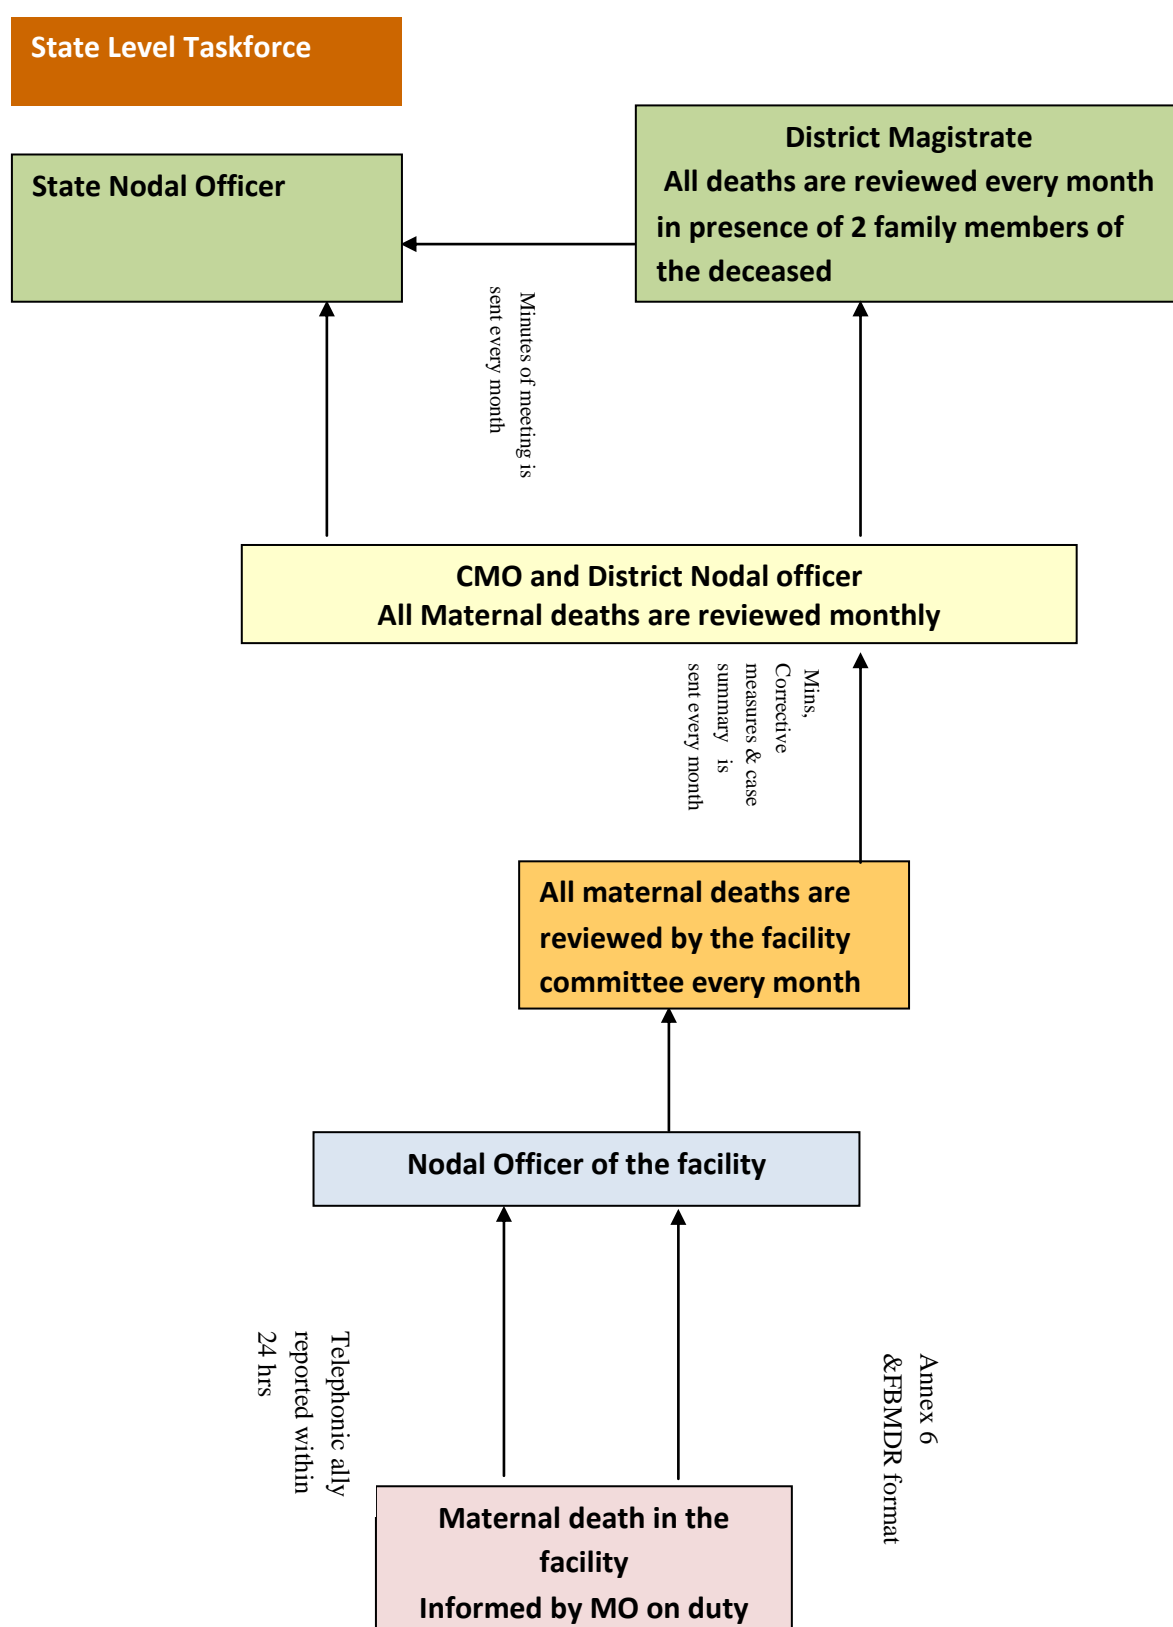 State Level Taskforce
State Nodal Officer
District Magistrate
All deaths are reviewed every month
in presence of 2 family members of
the deceased
Minutes of meeting is
sent every month
CMO and District Nodal officer
All Maternal deaths are reviewed monthly
Mins,
Corrective
measures & case
summary is
sent every month
All maternal deaths are
reviewed by the facility
committee every month
Nodal Officer of the facility
Telephonic ally
reported within
24 hrs
Annex 6
&FBMDR format
Maternal death in the
facility
Informed by MO on duty